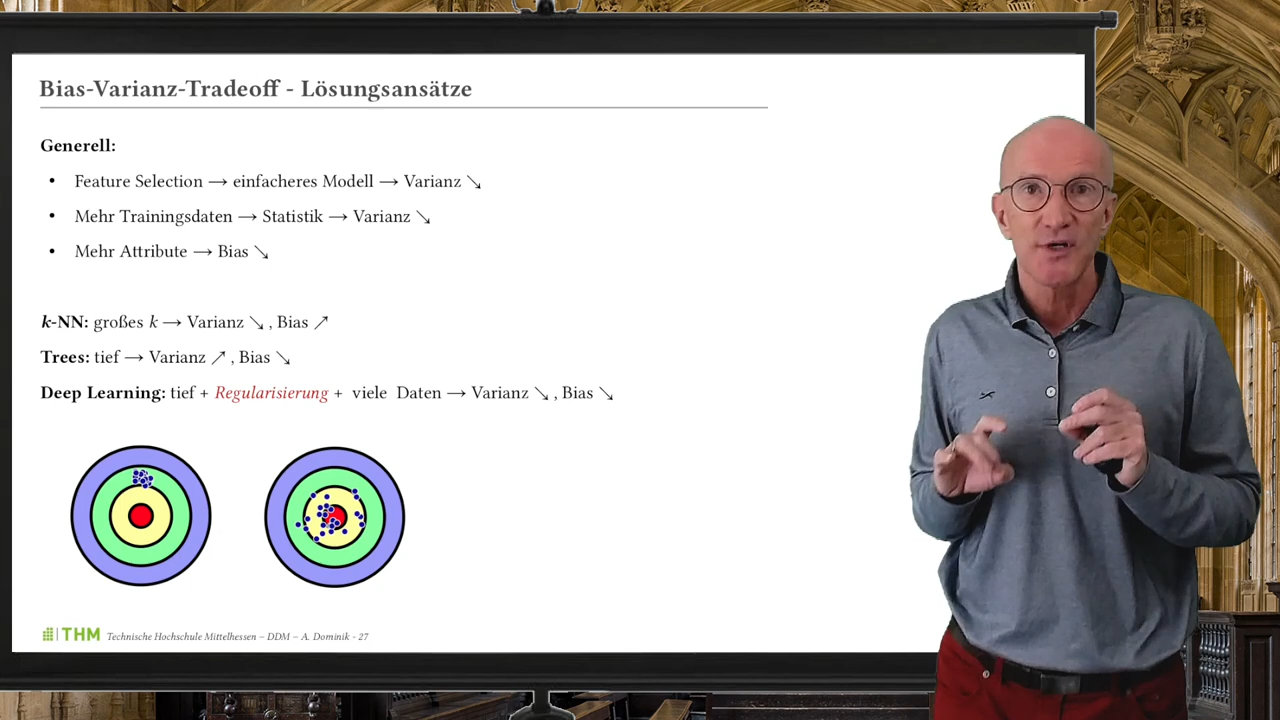 Bias-Varianz-Tradeoff - Lösungsansätze
Generell:
• Feature Selection → einfacheres Modell → Varianz ↘
• Mehr Trainingsdaten → Statistik → Varianz ↘
• Mehr Attribute → Bias ↘
k-NN: großes k → Varianz ↘ , Bias ↗
Trees: tief → Varianz ↗ , Bias ↘
Deep Learning: tief + Regularisierung + viele Daten → Varianz ↘ , Bias ↘
THM Technische Hochschule Mittelhessen – DDM – A. Dominik - 27